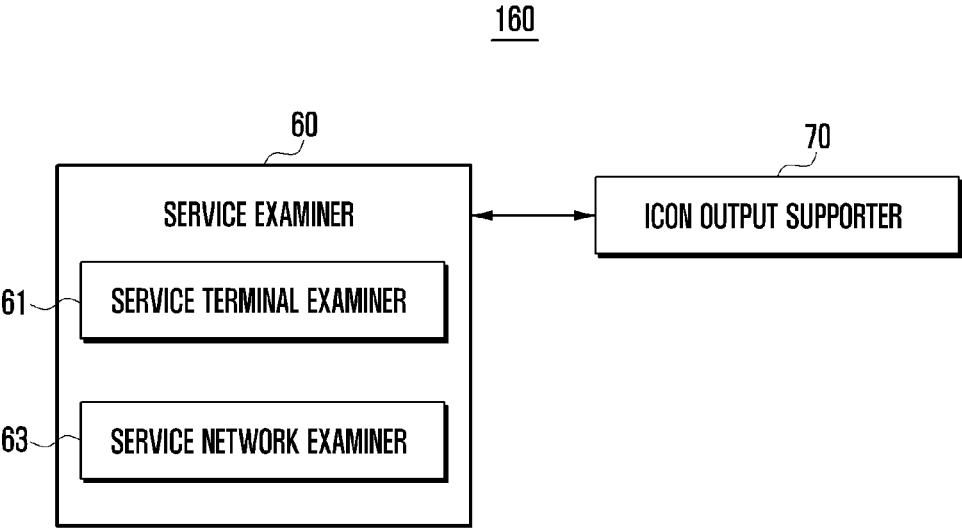 160
60
70
SERVICE EXAMINER
ICON OUTPUT SUPPORTER
61
SERVICE TERMINAL EXAMINER
63
SERVICE NETWORK EXAMINER